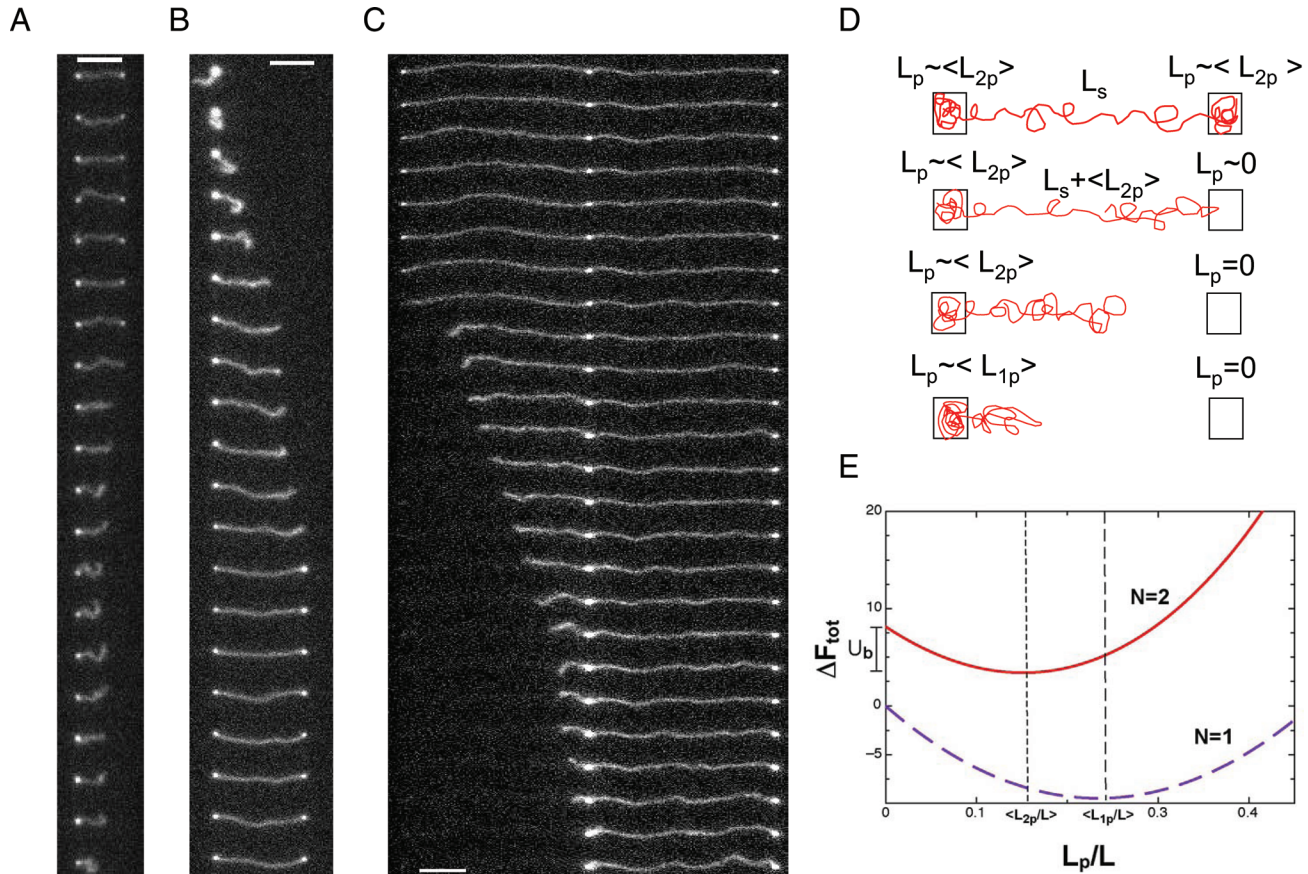 A
B
C
D
Lp~<L2p>
Ls
Lp~< L2p >
Lp~< L2p>
Ls+<L2p>
Lp~0
Lp~< L2p>
Lp=0
Lp~< L1p>
Lp=0
E
20
10
0
−5
ΔFtot
Ub
N=2
N=1
0
0.1
<L2p/L>
<L1p/L>
0.3
0.4
Lp/L